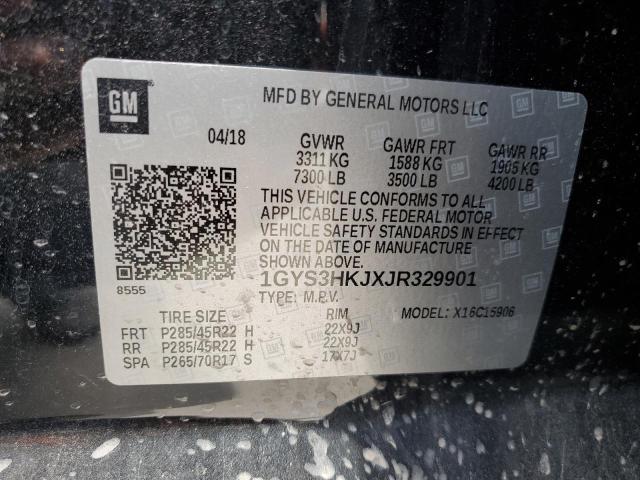 GM
MFD BY GENERAL MOTORS LLC
04/18 GVWR GAWR FRT GAWR RR
3311 KG 1588 KG 1905 KG
7300 LB 3500 LB 4200 LB
THIS VEHICLE CONFORMS TO ALL
APPLICABLE U.S. FEDERAL MOTOR
VEHICLE SAFETY STANDARDS IN EFFECT
ON THE DATE OF MANUFACTURE
SHOWN ABOVE.
8555
1GYS3HKJXJR329901
TYPE: M.P.V. MODEL: X16C15906
TIRE SIZE RIM
FRT P285/45R22 H 22X9J
RR P285/45R22 H 22X9J
SPA P265/70R17 S 17X7J